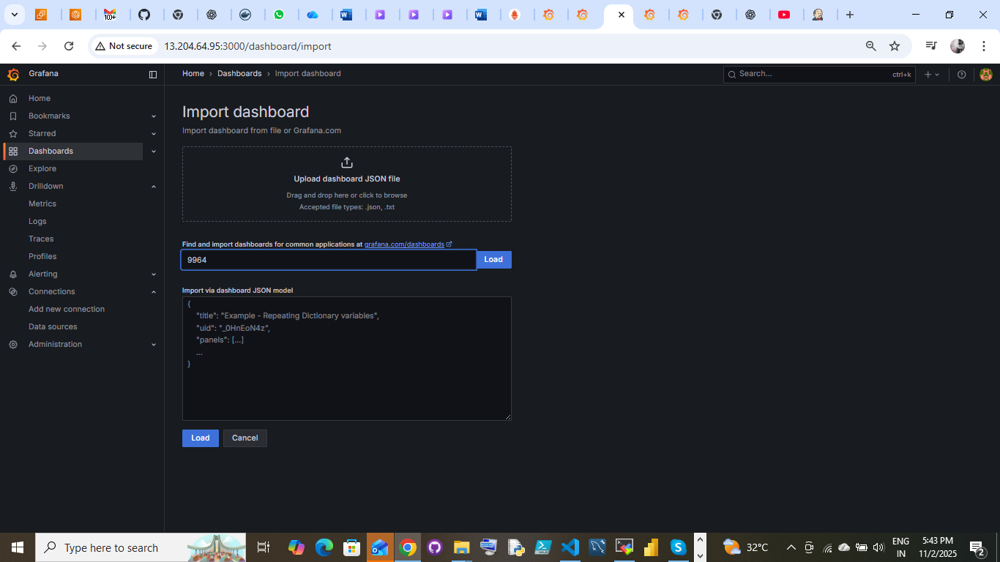 100+
Not secure
13.204.64.95:3000/dashboard/import
Grafana
Home › Dashboards › Import dashboard
Search...
ctrl+k
Home
Bookmarks
Starred
Dashboards
Explore
Drilldown
Metrics
Logs
Traces
Profiles
Alerting
Connections
Add new connection
Data sources
Administration
Import dashboard
Import dashboard from file or Grafana.com
Upload dashboard JSON file
Drag and drop here or click to browse
Accepted file types: .json, .txt
Find and import dashboards for common applications at grafana.com/dashboards
9964
Load
Import via dashboard JSON model
{
"title": "Example - Repeating Dictionary variables",
"uid": "_0HnEoN4z",
"panels": [...]
...
}
Load
Cancel
Type here to search
32°C
ENG
IN
5:43 PM
11/2/2025
2